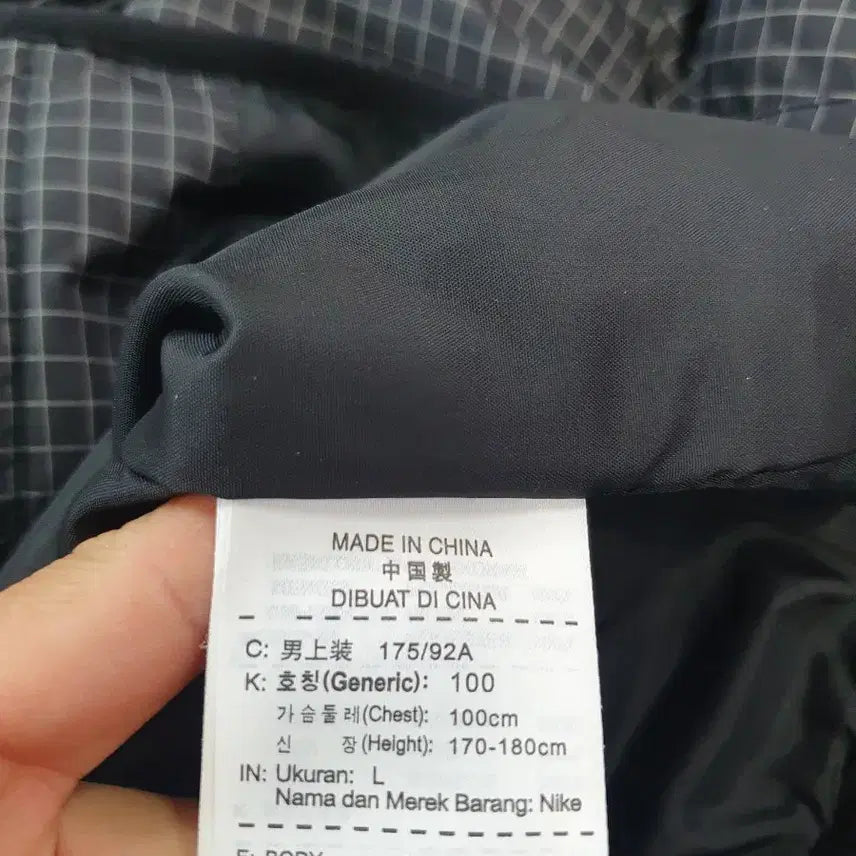 MADE IN CHINA
中国製
DIBUAT DI CINA
C: 男上装 175/92A
K: 호칭(Generic): 100
가슴둘레(Chest): 100cm
신 장(Height): 170-180cm
IN: Ukuran: L
Nama dan Merek Barang: Nike